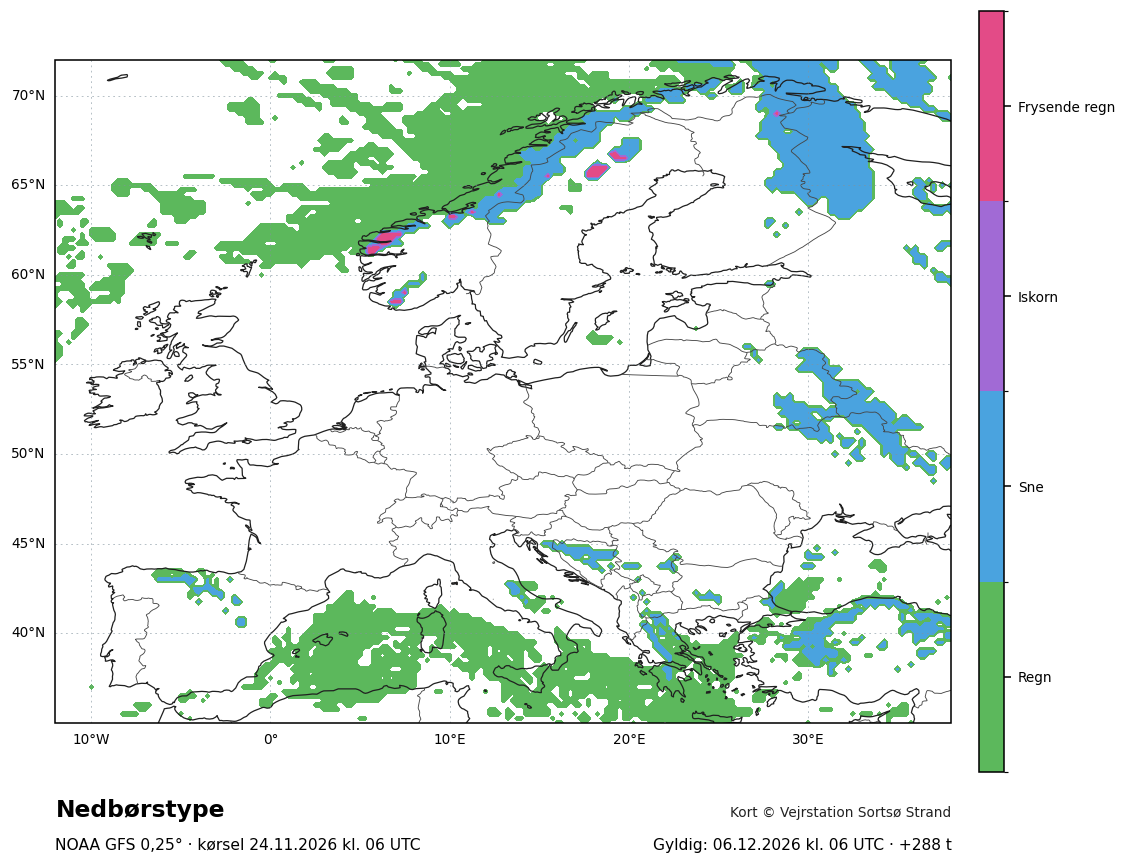 70°N
65°N
60°N
55°N
50°N
45°N
40°N
10°W
0°
10°E
20°E
30°E
Frysende regn
Iskorn
Sne
Regn
Nedbørstype
Kort © Vejrstation Sortsø Strand
NOAA GFS 0,25° · kørsel 24.11.2026 kl. 06 UTC
Gyldig: 06.12.2026 kl. 06 UTC · +288 t